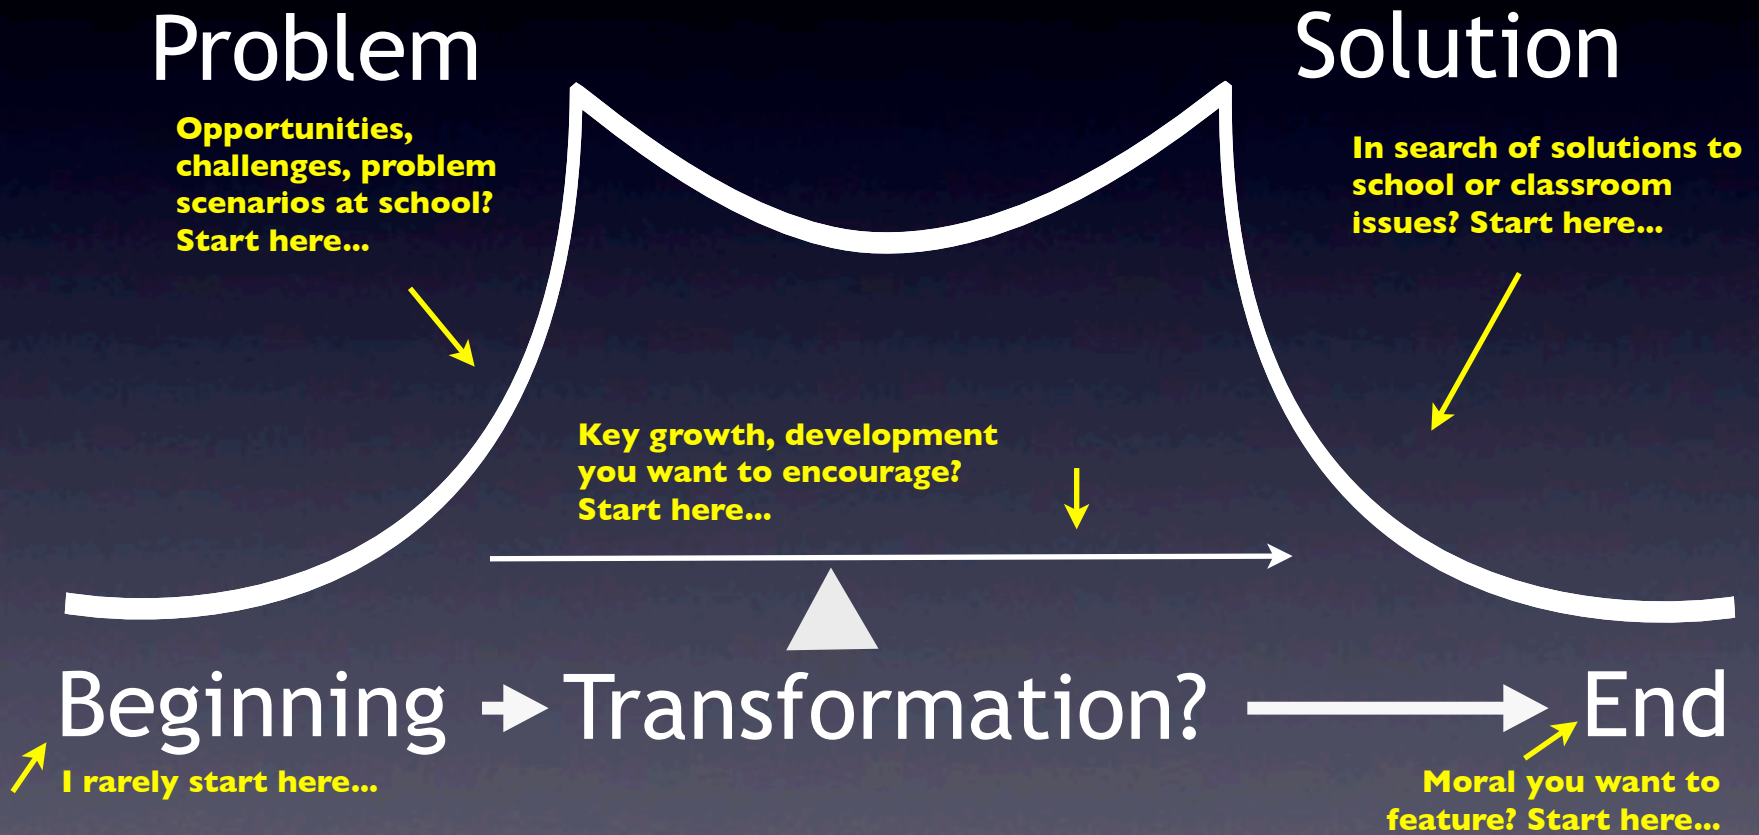 Problem
Opportunities,
challenges, problem
scenarios at school?
Start here...
Solution
In search of solutions to
school or classroom
issues? Start here...
Key growth, development
you want to encourage?
Start here...
Beginning
Transformation?
End
I rarely start here...
Moral you want to
feature? Start here...